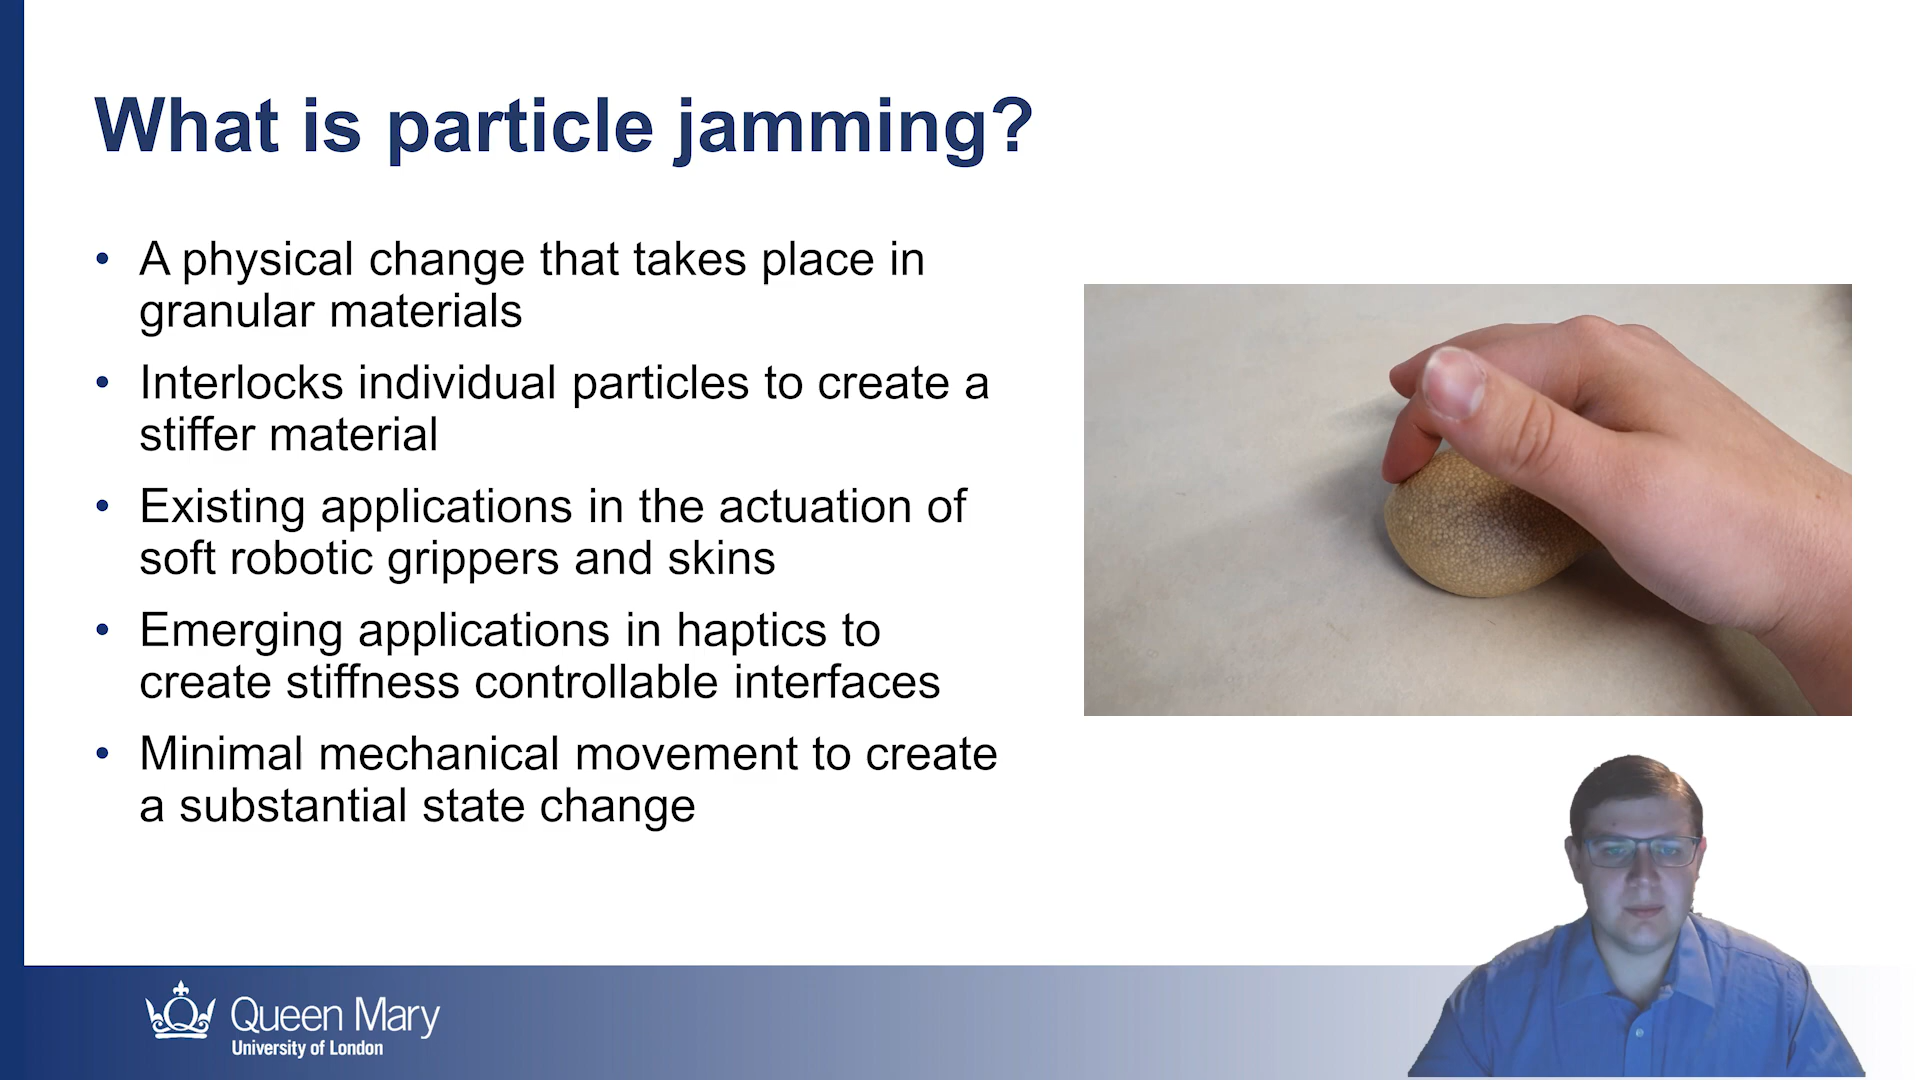 What is particle jamming?
• A physical change that takes place in
granular materials
• Interlocks individual particles to create a
stiffer material
• Existing applications in the actuation of
soft robotic grippers and skins
• Emerging applications in haptics to
create stiffness controllable interfaces
• Minimal mechanical movement to create
a substantial state change
Queen Mary
University of London